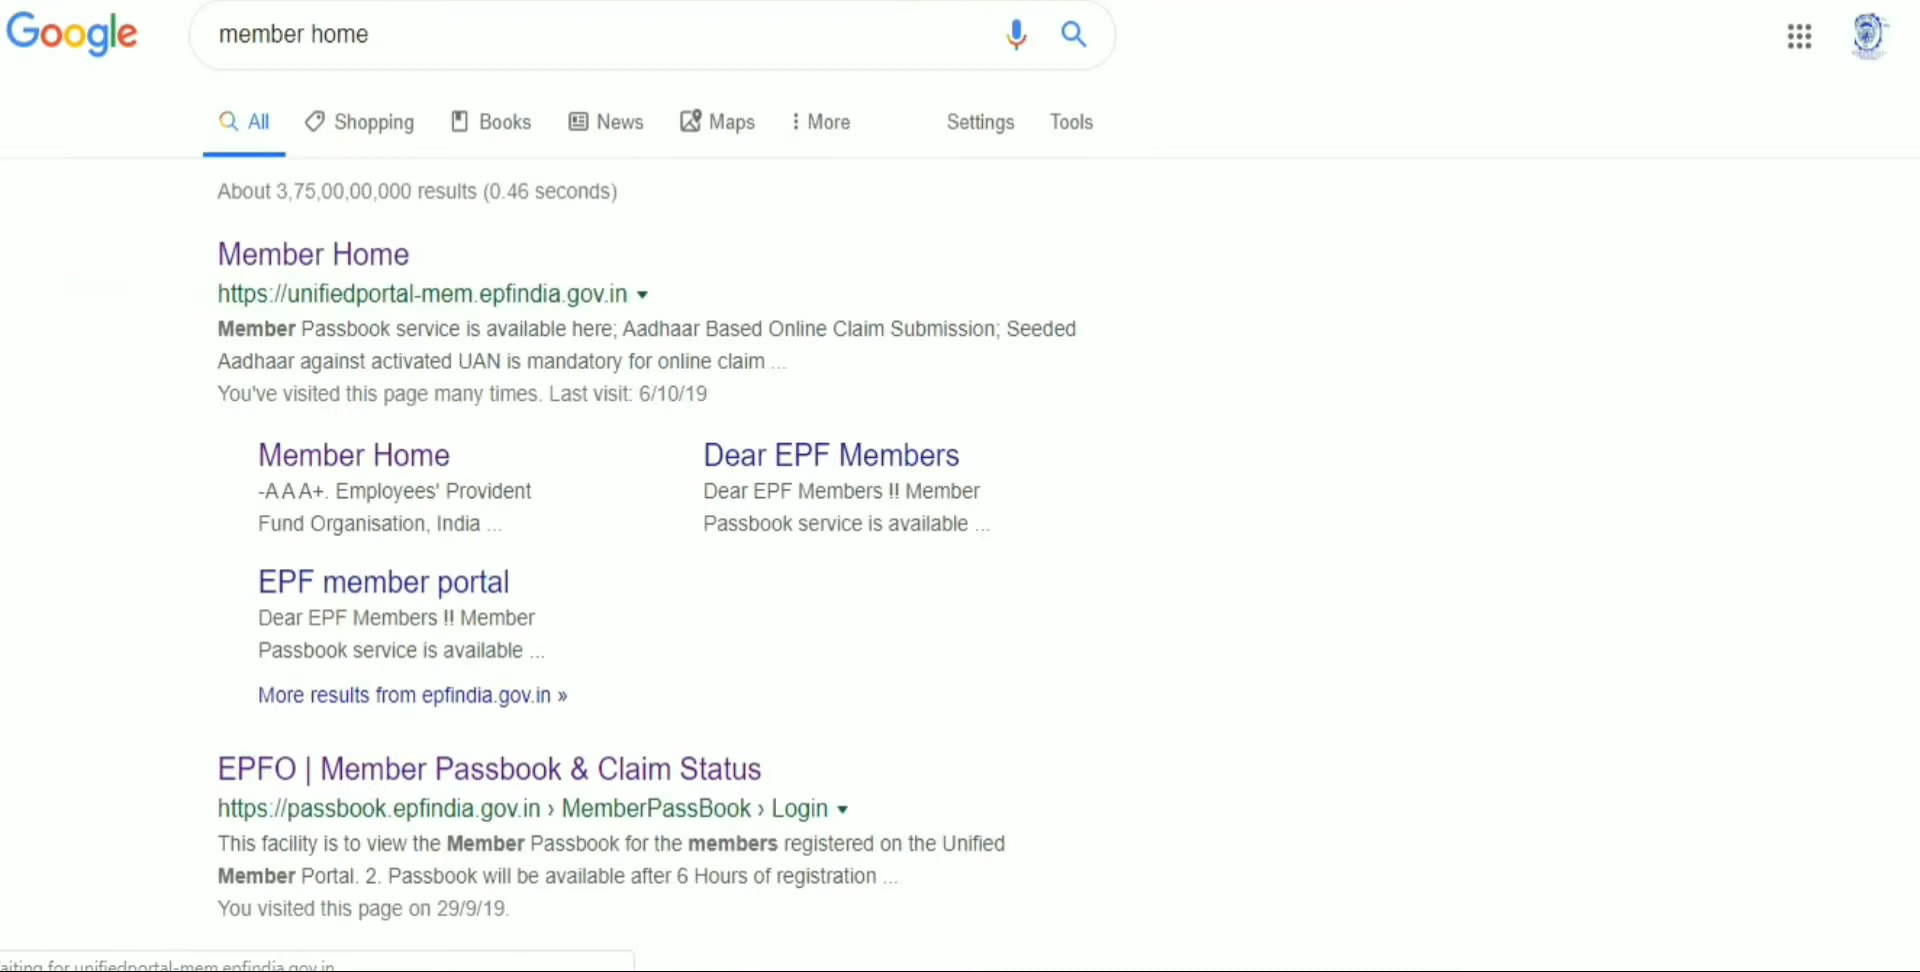 Google
member home
All Shopping Books News Maps More Settings Tools
About 3,75,00,00,000 results (0.46 seconds)
Member Home
https://unifiedportal-mem.epfindia.gov.in
Member Passbook service is available here; Aadhaar Based Online Claim Submission; Seeded
Aadhaar against activated UAN is mandatory for online claim ...
You've visited this page many times. Last visit: 6/10/19
Member Home
-A A A+. Employees' Provident
Fund Organisation, India ...
Dear EPF Members
Dear EPF Members !! Member
Passbook service is available ...
EPF member portal
Dear EPF Members !! Member
Passbook service is available ...
More results from epfindia.gov.in »
EPFO | Member Passbook & Claim Status
https://passbook.epfindia.gov.in › MemberPassBook › Login
This facility is to view the Member Passbook for the members registered on the Unified
Member Portal. 2. Passbook will be available after 6 Hours of registration ...
You visited this page on 29/9/19.
aiting for unifiedportal-mem.epfindia.gov.in